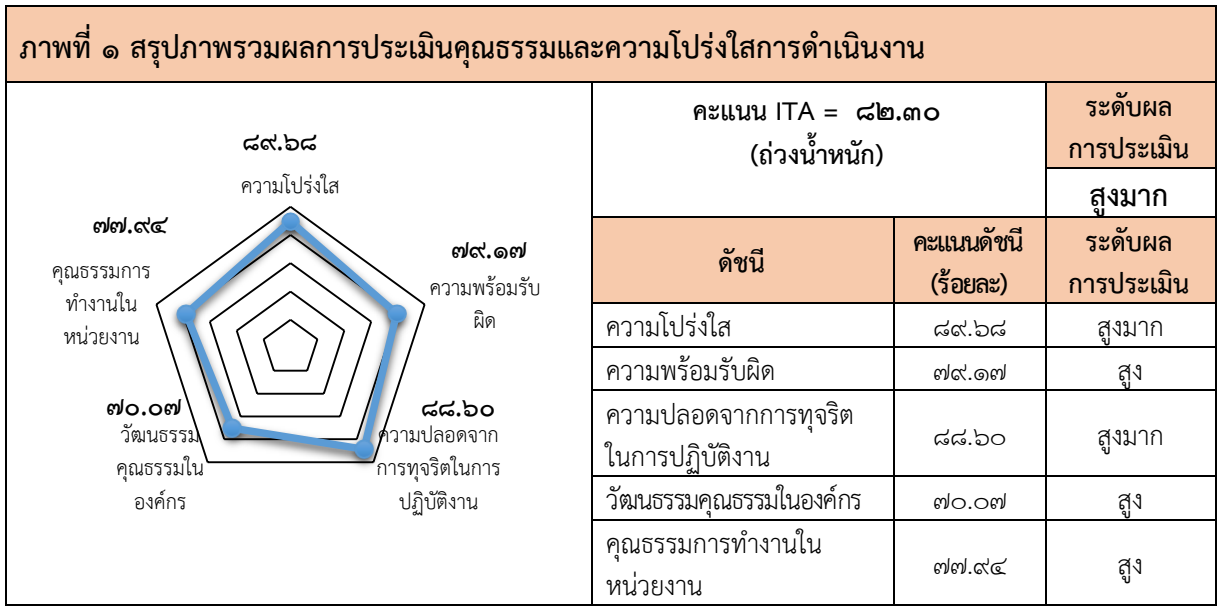 ภาพที่ ๑ สรุปภาพรวมผลการประเมินคุณธรรมและความโปร่งใสการดำเนินงาน
๘๙.๖๘
ความโปร่งใส
๗๙.๑๗
ความพร้อมรับ
ผิด
๘๘.๖๐
ความปลอดจาก
การทุจริตในการ
ปฏิบัติงาน
๗๐.๐๗
วัฒนธรรม
คุณธรรมใน
องค์กร
๗๗.๙๔
คุณธรรมการ
ทำงานใน
หน่วยงาน
คะแนน ITA = ๘๒.๓๐
(ถ่วงน้ำหนัก)
ระดับผล
การประเมิน
สูงมาก
ดัชนี
คะแนนดัชนี
(ร้อยละ)
ระดับผล
การประเมิน
ความโปร่งใส
๘๙.๖๘
สูงมาก
ความพร้อมรับผิด
๗๙.๑๗
สูง
ความปลอดจากการทุจริต
ในการปฏิบัติงาน
๘๘.๖๐
สูงมาก
วัฒนธรรมคุณธรรมในองค์กร
๗๐.๐๗
สูง
คุณธรรมการทำงานใน
หน่วยงาน
๗๗.๙๔
สูง